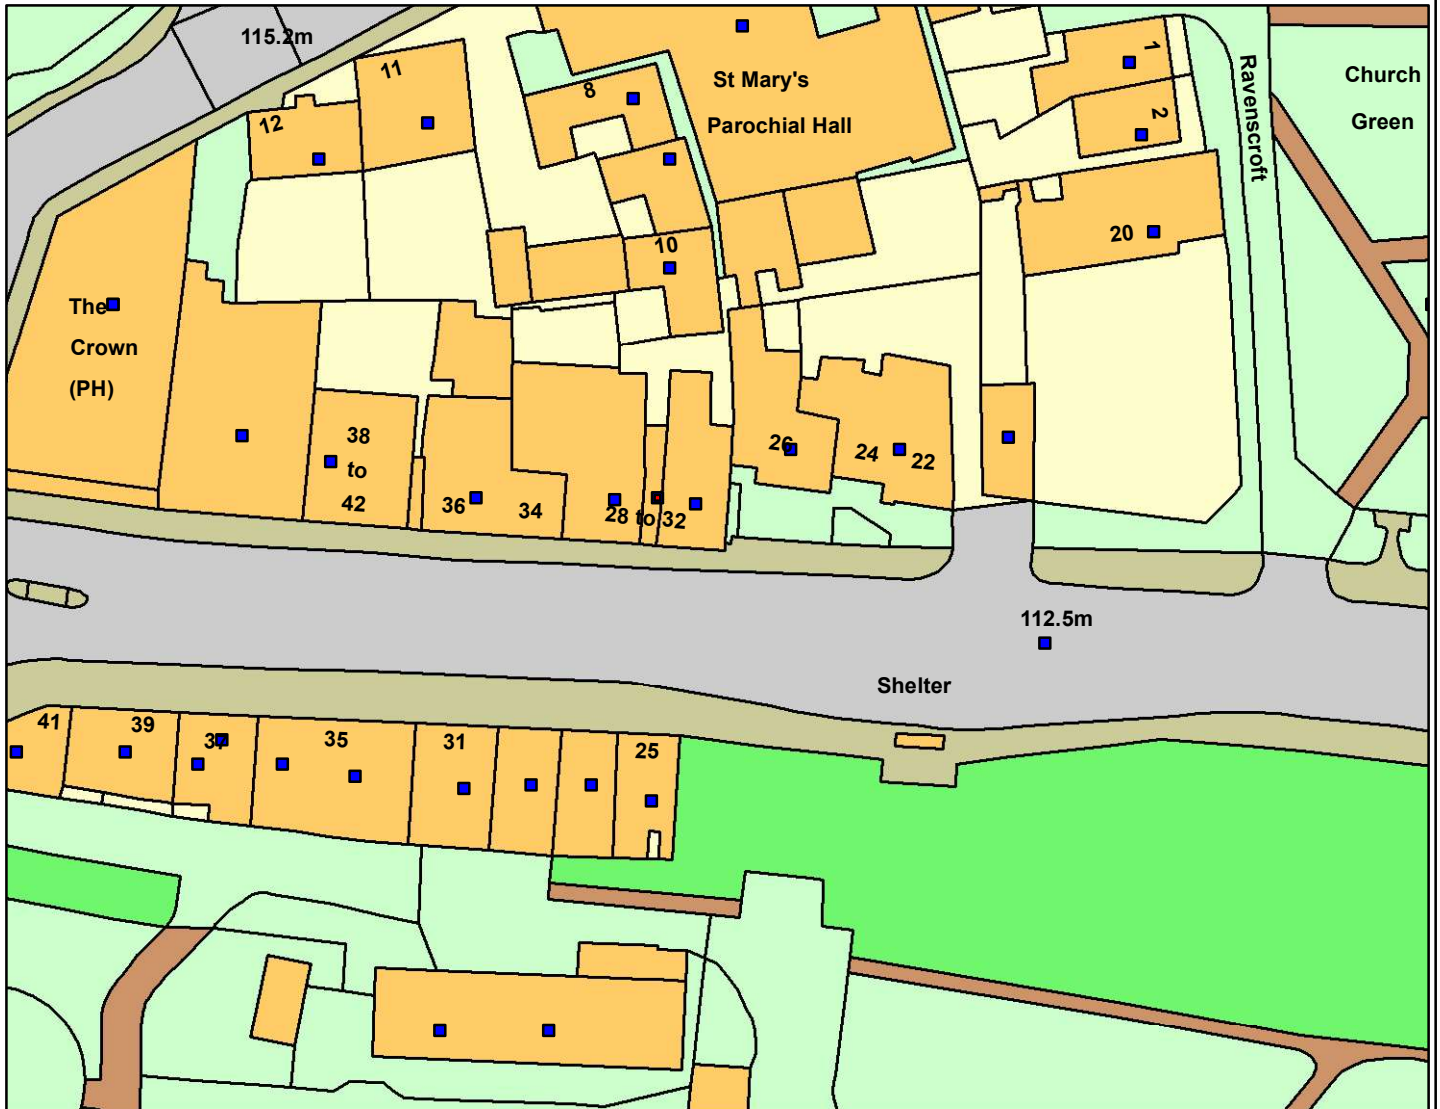 115.2m
11
12
8
St Mary's
Parochial Hall
1
2
Ravenscroft
Church
Green
10
20
The
Crown
(PH)
38
to
42
36
34
28 to 32
26
24
22
112.5m
Shelter
41
39
37
35
31
25